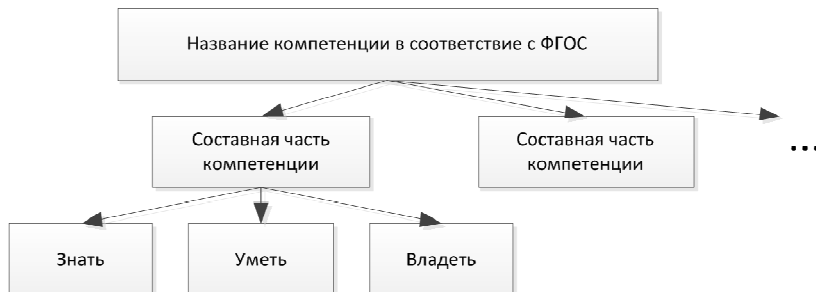 Название компетенции в соответствие с ФГОС
Составная часть
компетенции
Составная часть
компетенции
...
Знать
Уметь
Владеть